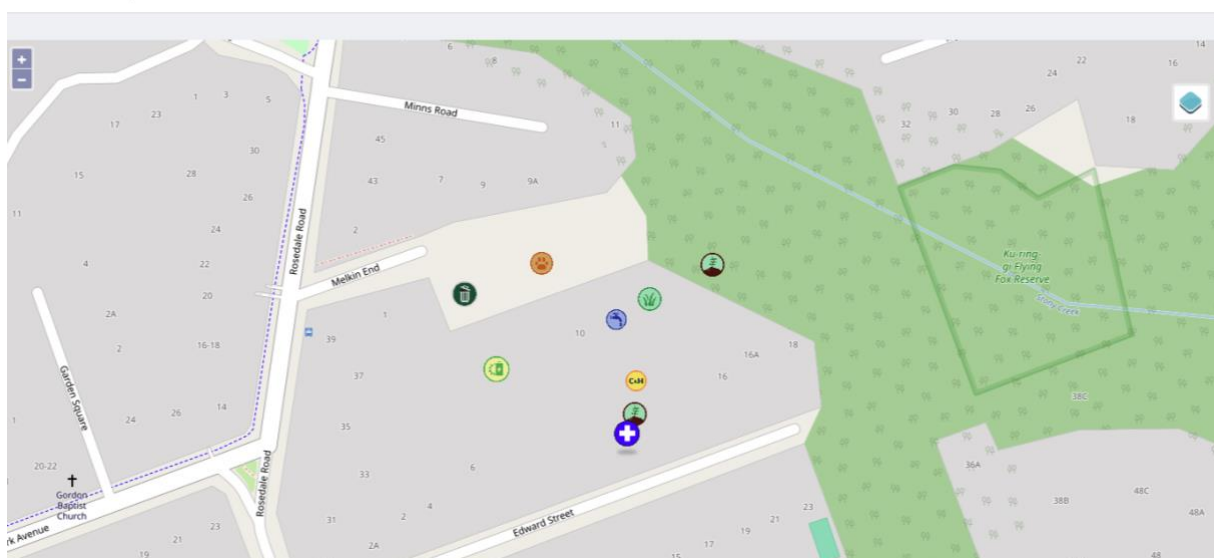 +
−
6
8
14
22
24
16
1
3
5
23
17
Minns Road
11
45
32
30
28
26
18
30
15
28
26
43
7
9
9A
11
24
2
Rosedale Road
4
22
Melkin End
Ku-ring-
gi Flying
Fox Reserve
Stony Creek
20
2A
1
10
39
2
16-18
18
16A
37
16
C&H
38C
Garden Square
14
26
24
1
35
20-22
36A
Gordon
Baptist
Church
33
6
Rosedale Road
38B
48C
48A
4
2
31
Edward Street
23
21
19
23
rk Avenue
21
19
2A
17
15
48